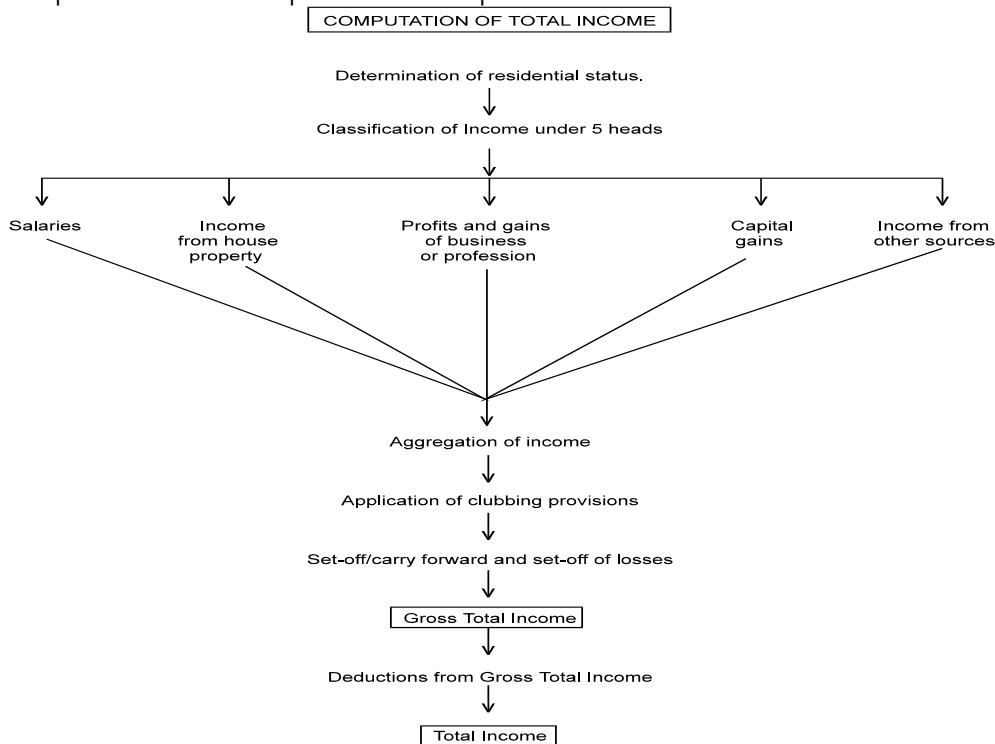 COMPUTATION OF TOTAL INCOME
Determination of residential status.
Classification of Income under 5 heads
Salaries
Income
from house
property
Profits and gains
of business
or profession
Capital
gains
Income from
other sources
Aggregation of income
Application of clubbing provisions
Set-off/carry forward and set-off of losses
Gross Total Income
Deductions from Gross Total Income
Total Income